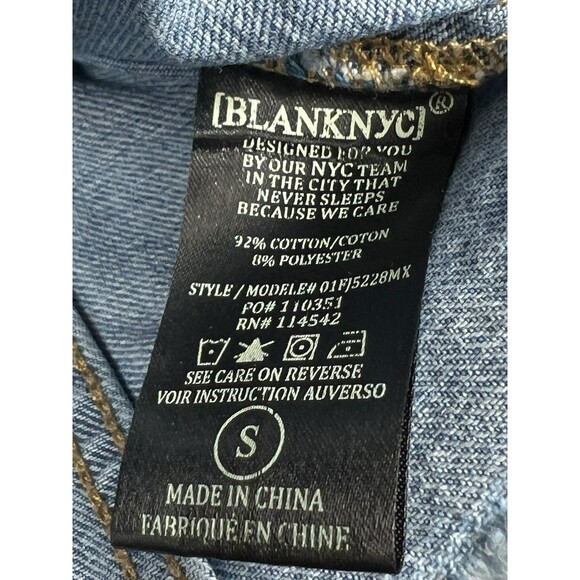 [BLANKNYC]®
DESIGNED FOR YOU
BY OUR NYC TEAM
IN THE CITY THAT
NEVER SLEEPS
BECAUSE WE CARE
92% COTTON/COTON
8% POLYESTER
STYLE / MODELE# 01FJ5228MX
PO# 110351
RN# 114542
SEE CARE ON REVERSE
VOIR INSTRUCTION AUVERSO
S
MADE IN CHINA
FABRIQUÉ EN CHINE